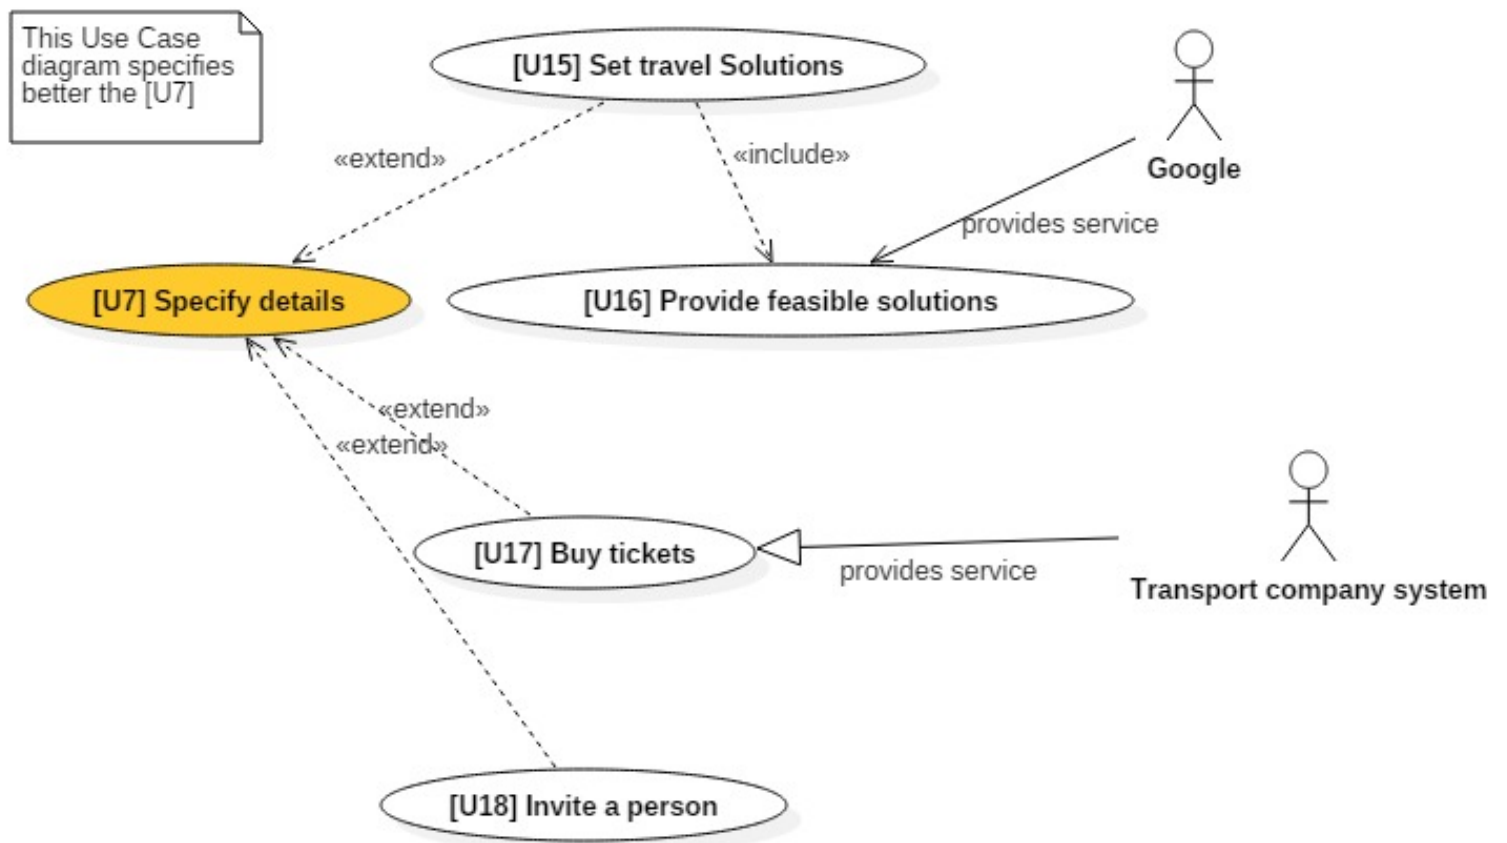 This Use Case
diagram specifies
better the [U7]
[U15] Set travel Solutions
«extend»
«include»
Google
provides service
[U7] Specify details
[U16] Provide feasible solutions
«extend»
«extend»
[U17] Buy tickets
provides service
Transport company system
[U18] Invite a person